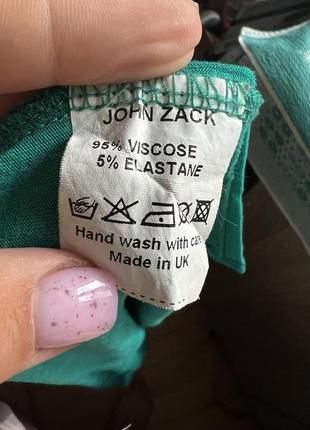 JOHN ZACK
95% VISCOSE
5% ELASTANE
Hand wash with care
Made in UK